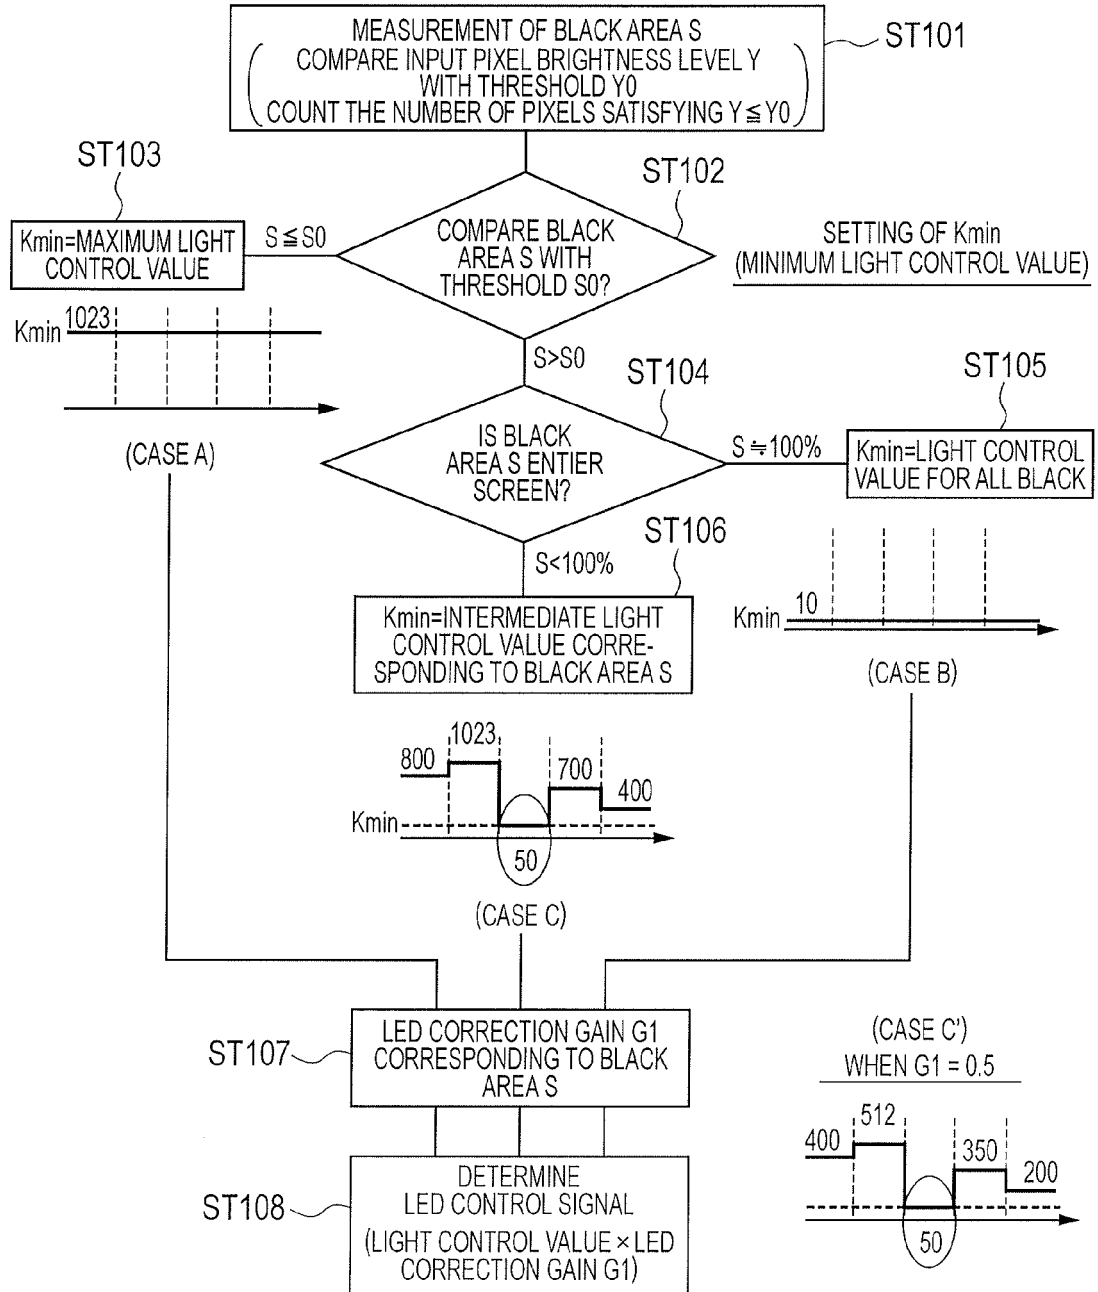 MEASUREMENT OF BLACK AREA S
COMPARE INPUT PIXEL BRIGHTNESS LEVEL Y
WITH THRESHOLD Y0
COUNT THE NUMBER OF PIXELS SATISFYING Y≦Y0
ST101
ST103
Kmin=MAXIMUM LIGHT
CONTROL VALUE
S≦S0
ST102
COMPARE BLACK
AREA S WITH
THRESHOLD S0?
SETTING OF Kmin
(MINIMUM LIGHT CONTROL VALUE)
Kmin
1023
(CASE A)
S>S0
ST104
IS BLACK
AREA S ENTIER
SCREEN?
S≒100%
ST105
Kmin=LIGHT CONTROL
VALUE FOR ALL BLACK
S<100%
ST106
Kmin=INTERMEDIATE LIGHT
CONTROL VALUE CORRE-
SPONDING TO BLACK AREA S
Kmin
10
(CASE B)
800
1023
700
400
Kmin
50
(CASE C)
ST107
LED CORRECTION GAIN G1
CORRESPONDING TO BLACK
AREA S
ST108
DETERMINE
LED CONTROL SIGNAL
(LIGHT CONTROL VALUE × LED
CORRECTION GAIN G1)
(CASE C')
WHEN G1 = 0.5
400
512
350
200
50